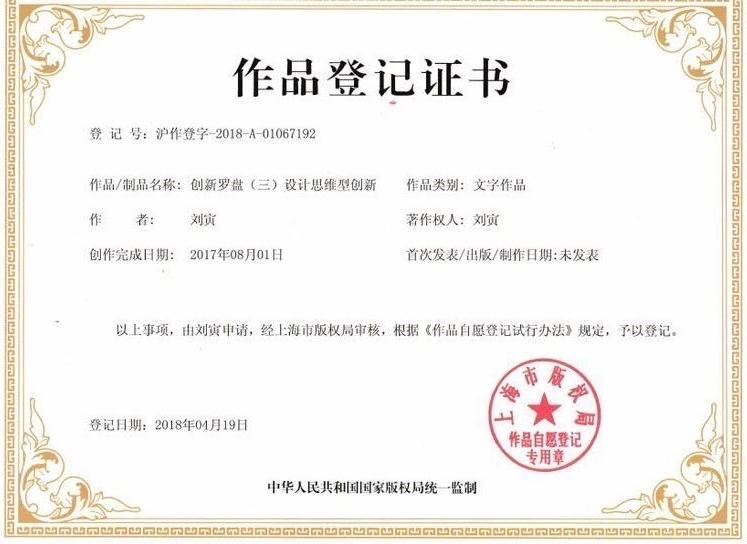 作品登记证书
登 记 号: 沪作登字-2018-A-01067192
作品/制品名称: 创新罗盘（三）设计思维型创新 作品类别: 文字作品
作 者: 刘寅 著作权人: 刘寅
创作完成日期: 2017年08月01日 首次发表/出版/制作日期:未发表
以上事项，由刘寅申请，经上海市版权局审核，根据《作品自愿登记试行办法》规定，予以登记。
登记日期: 2018年04月19日
上海市版权局
作品自愿登记
专用章
中华人民共和国国家版权局统一监制